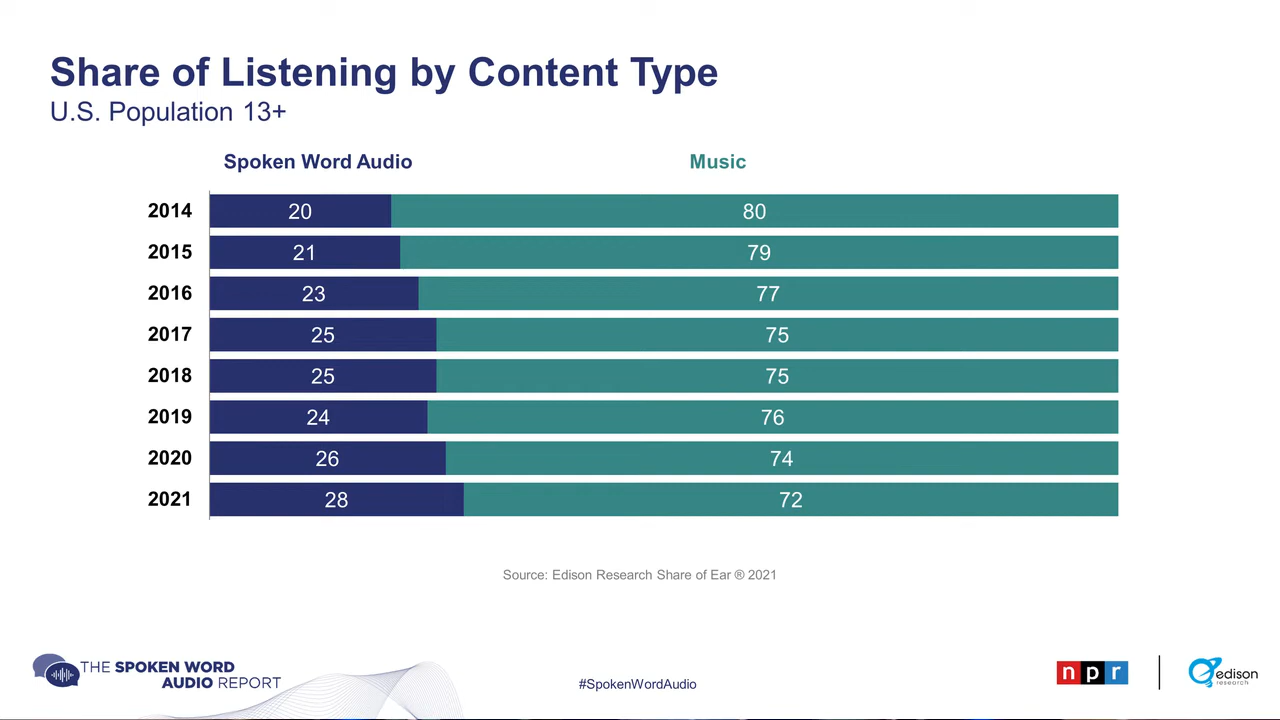 Share of Listening by Content Type
U.S. Population 13+
Spoken Word Audio Music
2014 20 80
2015 21 79
2016 23 77
2017 25 75
2018 25 75
2019 24 76
2020 26 74
2021 28 72
Source: Edison Research Share of Ear ® 2021
THE SPOKEN WORD
AUDIO REPORT
#SpokenWordAudio
npr
edison
research